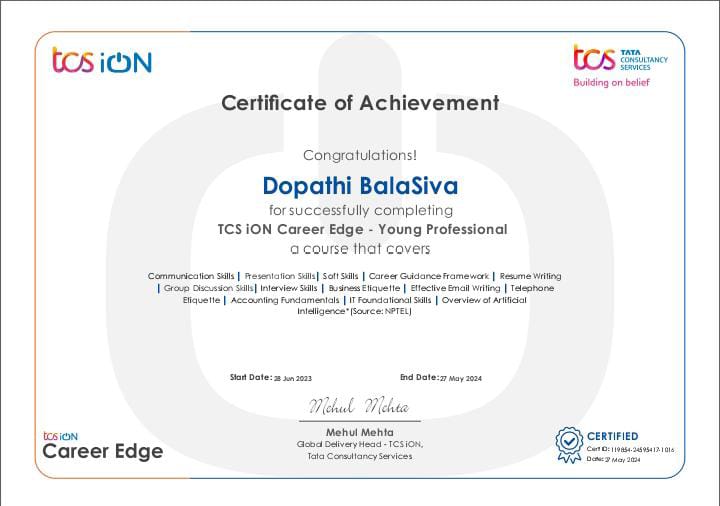 tcs iON
tcs TATA
CONSULTANCY
SERVICES
Building on belief
Certificate of Achievement
Congratulations!
Dopathi BalaSiva
for successfully completing
TCS iON Career Edge - Young Professional
a course that covers
Communication Skills | Presentation Skills| Soft Skills | Career Guidance Framework | Resume Writing
| Group Discussion Skills| Interview Skills | Business Etiquette | Effective Email Writing | Telephone
Etiquette | Accounting Fundamentals | IT Foundational Skills | Overview of Artificial
Intelligence*(Source: NPTEL)
Start Date: 28 Jun 2023 End Date: 27 May 2024
Mehul Mehta
Mehul Mehta
Global Delivery Head - TCS iON,
Tata Consultancy Services
tcs iON
Career Edge
CERTIFIED
Cert ID: 119854-24595417-1016
Date: 27 May 2024